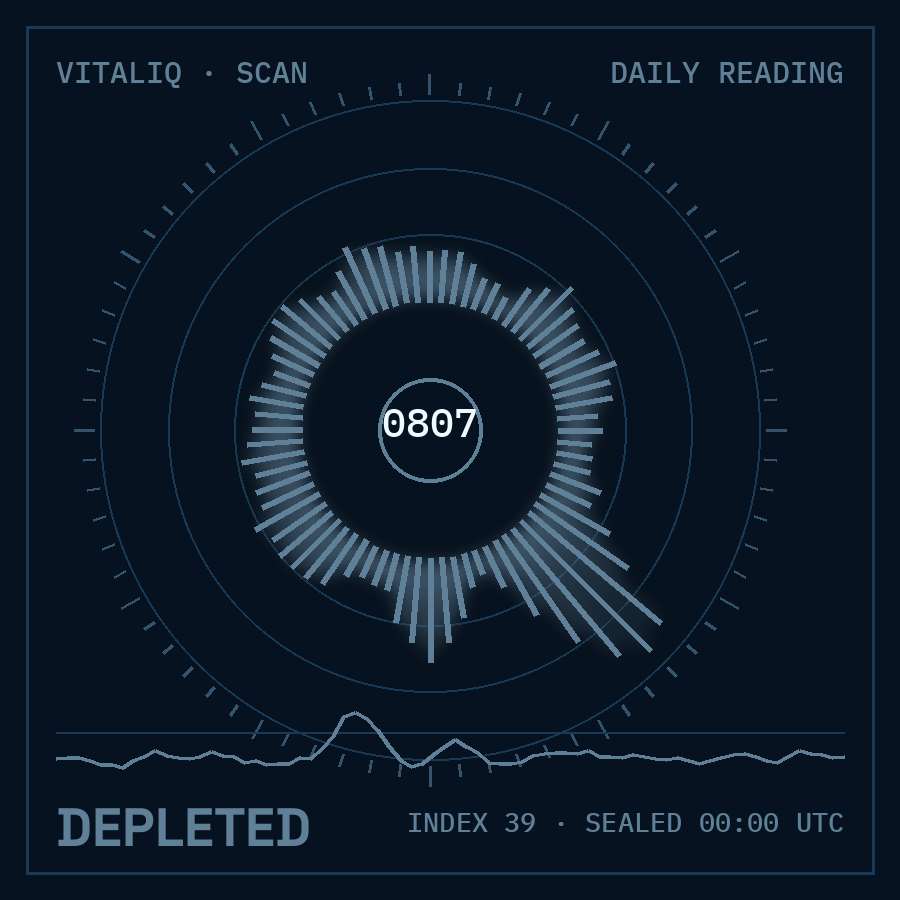 VITALIQ · SCAN
DAILY READING
0807
DEPLETED
INDEX 39 · SEALED 00:00 UTC